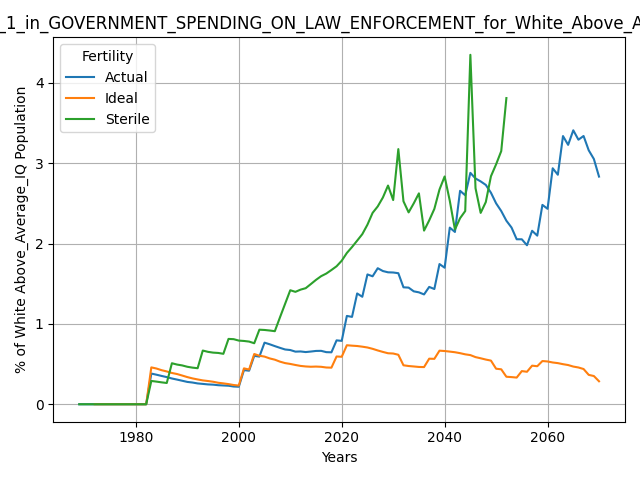 _1_in_GOVERNMENT_SPENDING_ON_LAW_ENFORCEMENT_for_White_Above_A
Fertility
Actual
Ideal
Sterile
% of White Above_Average_IQ Population
4
3
2
1
0
1980
2000
2020
2040
2060
Years